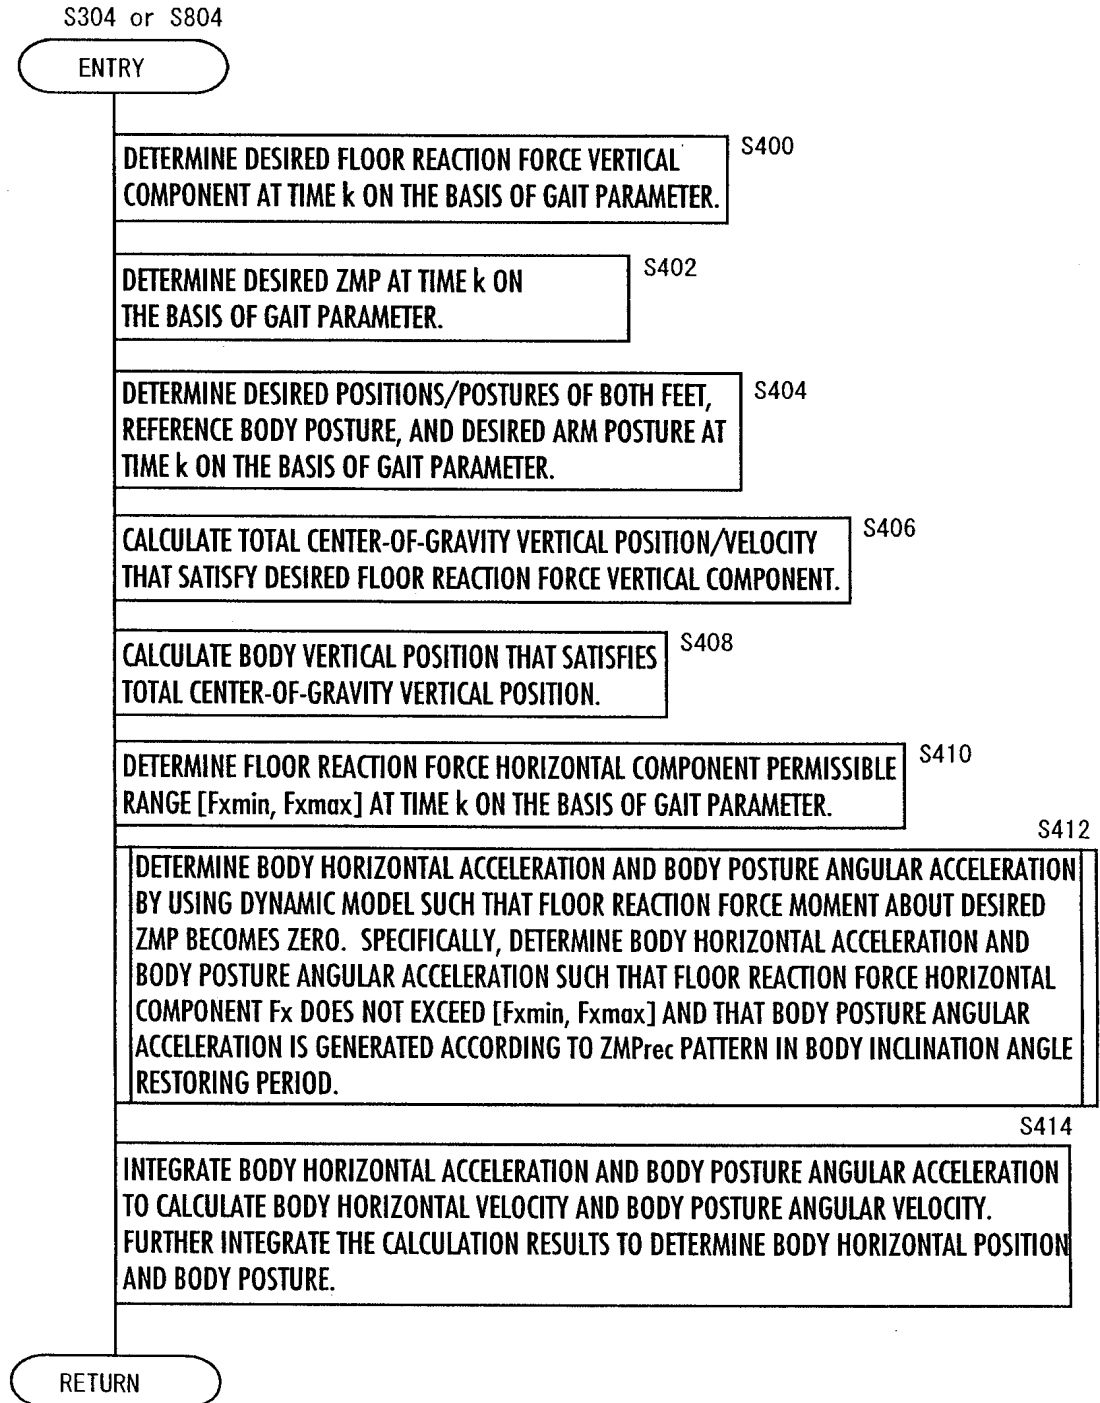 S304 or S804
ENTRY
S400
DETERMINE DESIRED FLOOR REACTION FORCE VERTICAL
COMPONENT AT TIME k ON THE BASIS OF GAIT PARAMETER.
S402
DETERMINE DESIRED ZMP AT TIME k ON
THE BASIS OF GAIT PARAMETER.
S404
DETERMINE DESIRED POSITIONS/POSTURES OF BOTH FEET,
REFERENCE BODY POSTURE, AND DESIRED ARM POSTURE AT
TIME k ON THE BASIS OF GAIT PARAMETER.
S406
CALCULATE TOTAL CENTER-OF-GRAVITY VERTICAL POSITION/VELOCITY
THAT SATISFY DESIRED FLOOR REACTION FORCE VERTICAL COMPONENT.
S408
CALCULATE BODY VERTICAL POSITION THAT SATISFIES
TOTAL CENTER-OF-GRAVITY VERTICAL POSITION.
S410
DETERMINE FLOOR REACTION FORCE HORIZONTAL COMPONENT PERMISSIBLE
RANGE [Fxmin, Fxmax] AT TIME k ON THE BASIS OF GAIT PARAMETER.
S412
DETERMINE BODY HORIZONTAL ACCELERATION AND BODY POSTURE ANGULAR ACCELERATION
BY USING DYNAMIC MODEL SUCH THAT FLOOR REACTION FORCE MOMENT ABOUT DESIRED
ZMP BECOMES ZERO. SPECIFICALLY, DETERMINE BODY HORIZONTAL ACCELERATION AND
BODY POSTURE ANGULAR ACCELERATION SUCH THAT FLOOR REACTION FORCE HORIZONTAL
COMPONENT Fx DOES NOT EXCEED [Fxmin, Fxmax] AND THAT BODY POSTURE ANGULAR
ACCELERATION IS GENERATED ACCORDING TO ZMPrec PATTERN IN BODY INCLINATION ANGLE
RESTORING PERIOD.
S414
INTEGRATE BODY HORIZONTAL ACCELERATION AND BODY POSTURE ANGULAR ACCELERATION
TO CALCULATE BODY HORIZONTAL VELOCITY AND BODY POSTURE ANGULAR VELOCITY.
FURTHER INTEGRATE THE CALCULATION RESULTS TO DETERMINE BODY HORIZONTAL POSITION
AND BODY POSTURE.
RETURN